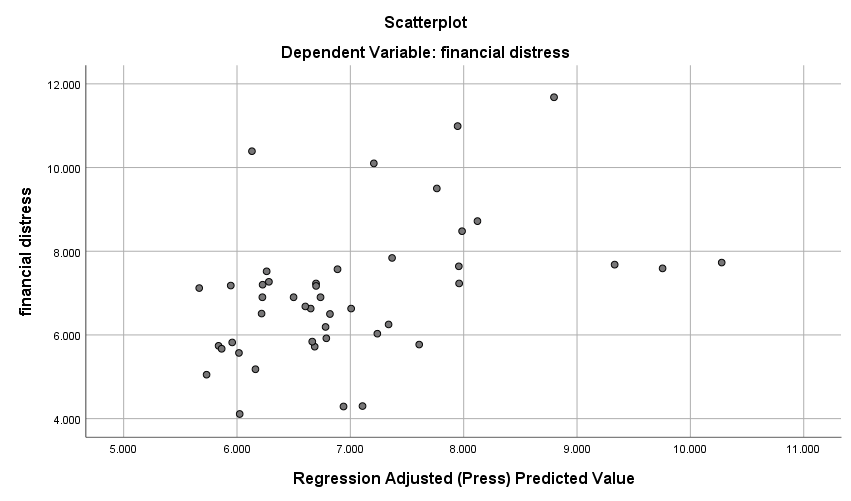 Scatterplot
Dependent Variable: financial distress
12.000
10.000
8.000
6.000
4.000
financial distress
5.000 6.000 7.000 8.000 9.000 10.000 11.000
Regression Adjusted (Press) Predicted Value